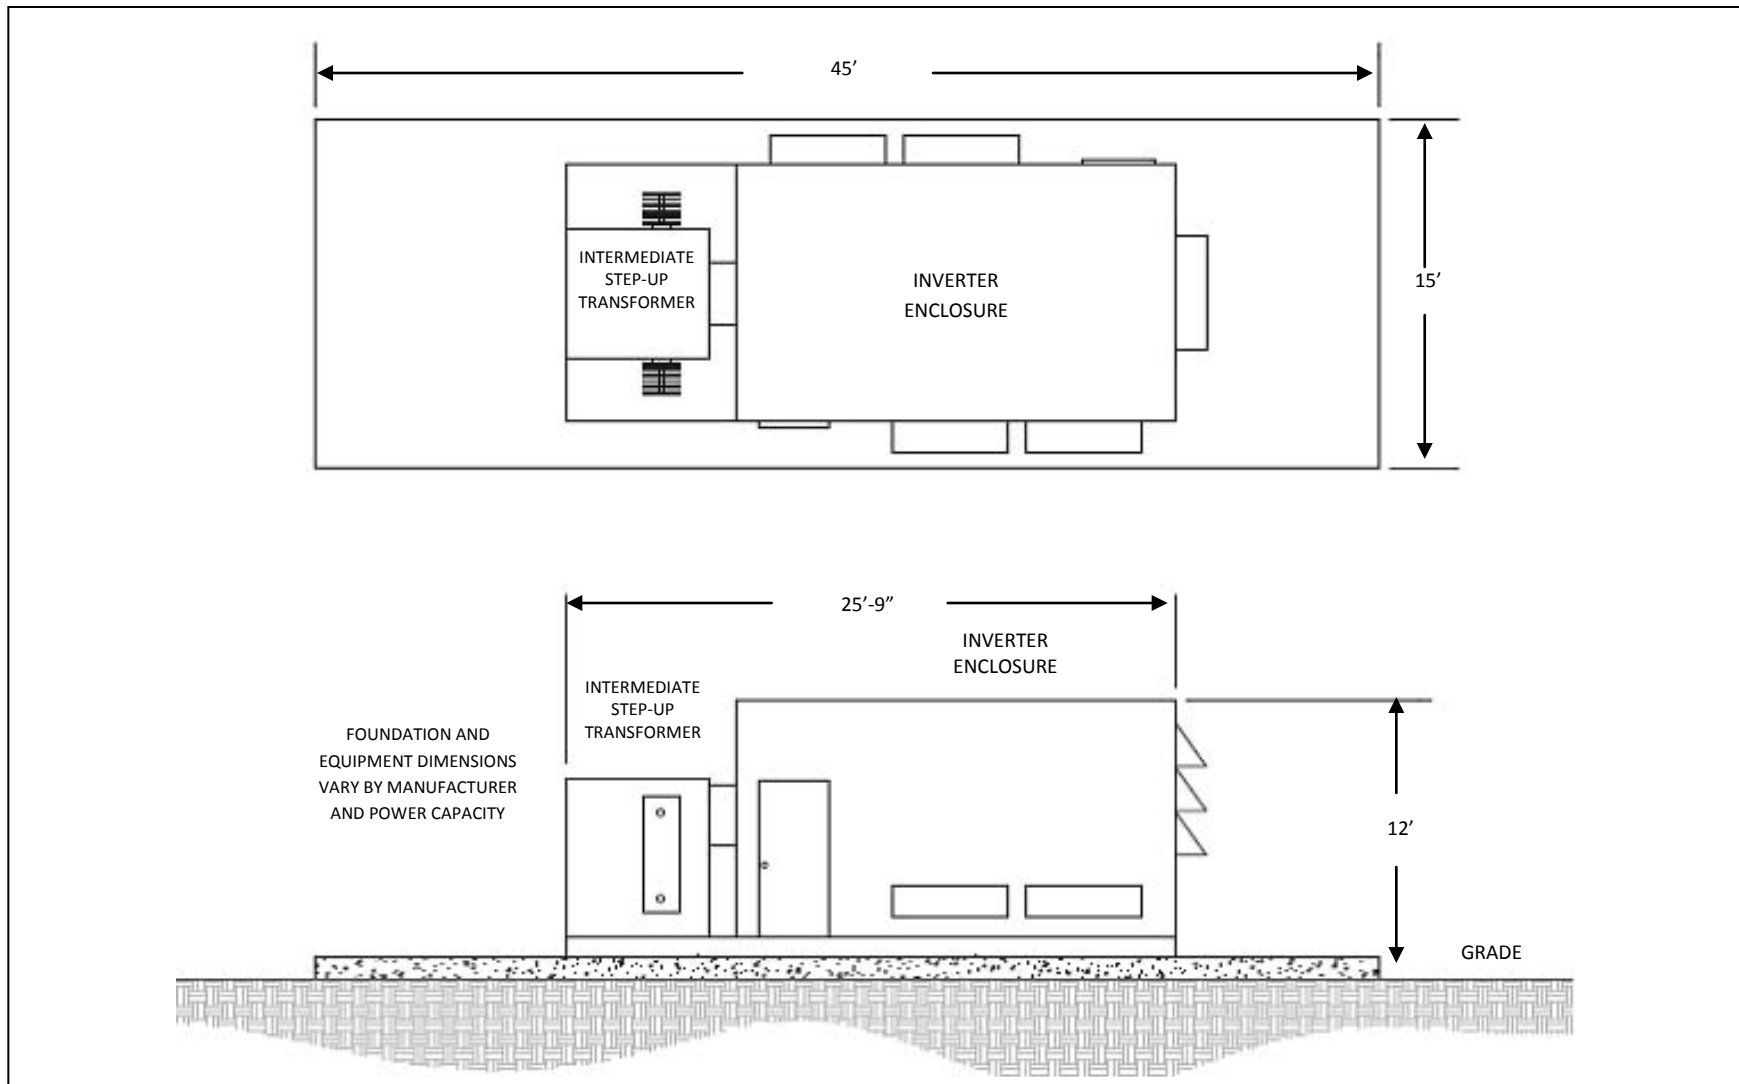 45’
INTERMEDIATE
STEP-UP
TRANSFORMER
INVERTER
ENCLOSURE
15’
25’-9”
INVERTER
ENCLOSURE
INTERMEDIATE
STEP-UP
TRANSFORMER
FOUNDATION AND
EQUIPMENT DIMENSIONS
VARY BY MANUFACTURER
AND POWER CAPACITY
12’
GRADE